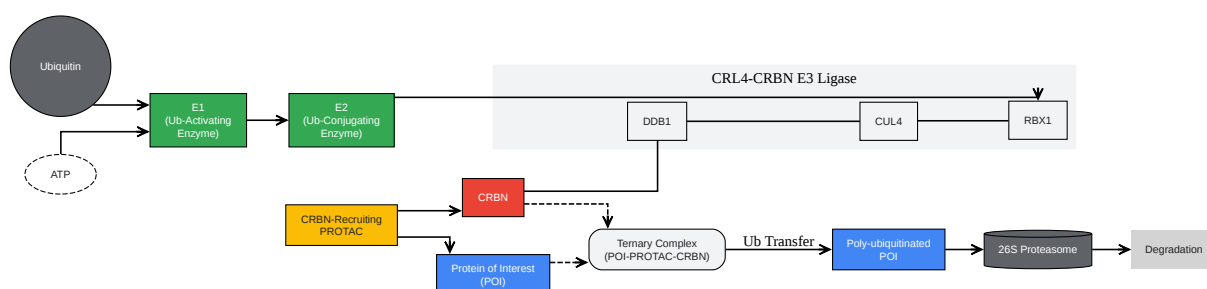 Ubiquitin
ATP
E1
(Ub-Activating
Enzyme)
E2
(Ub-Conjugating
Enzyme)
CRL4-CRBN E3 Ligase
DDB1
CUL4
RBX1
CRBN-Recruiting
PROTAC
CRBN
Protein of Interest
(POI)
Ternary Complex
(POI-PROTAC-CRBN)
Ub Transfer
Poly-ubiquitinated
POI
26S Proteasome
Degradation